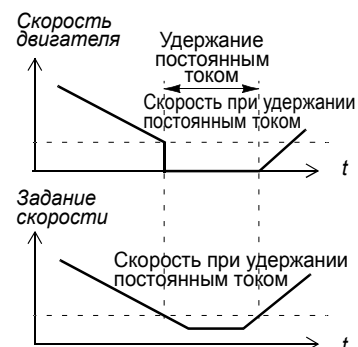 Скорость
двигателя
Удержание
постоянным
током
Скорость при удержании
постоянным током
t
Задание
скорости
Скорость при удержании
постоянным током
t